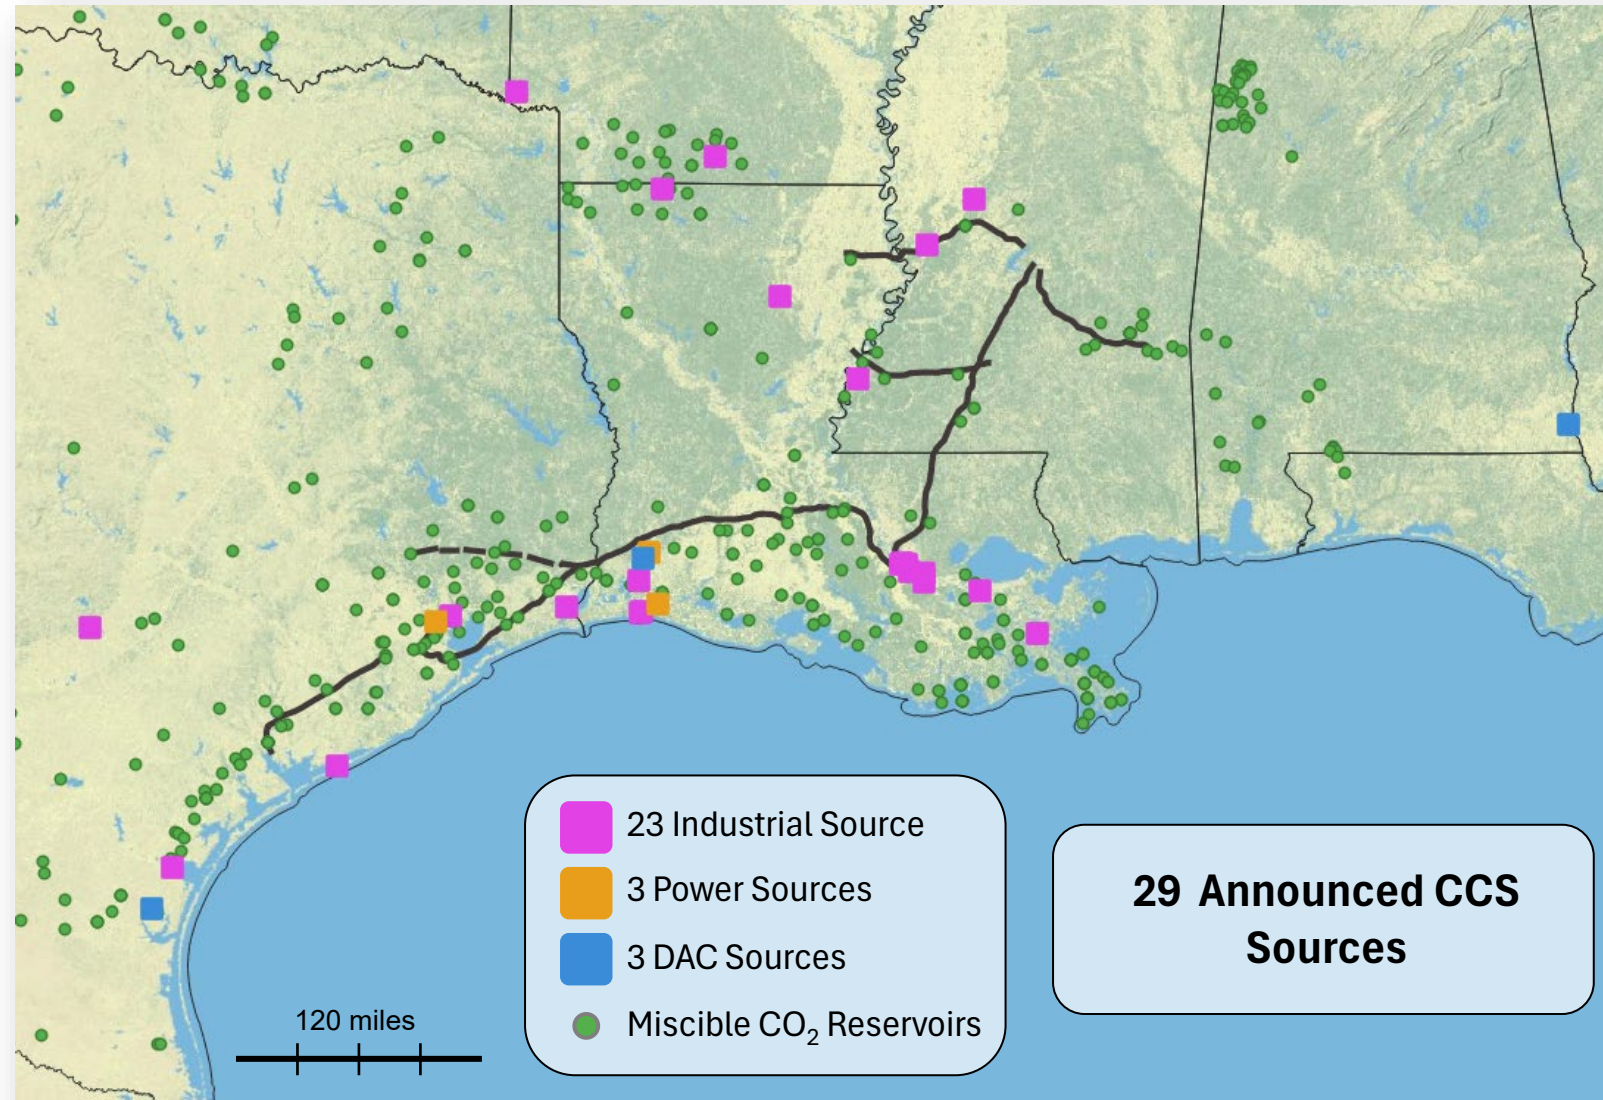 23 Industrial Source
3 Power Sources
3 DAC Sources
Miscible CO₂ Reservoirs
29 Announced CCS
Sources
120 miles